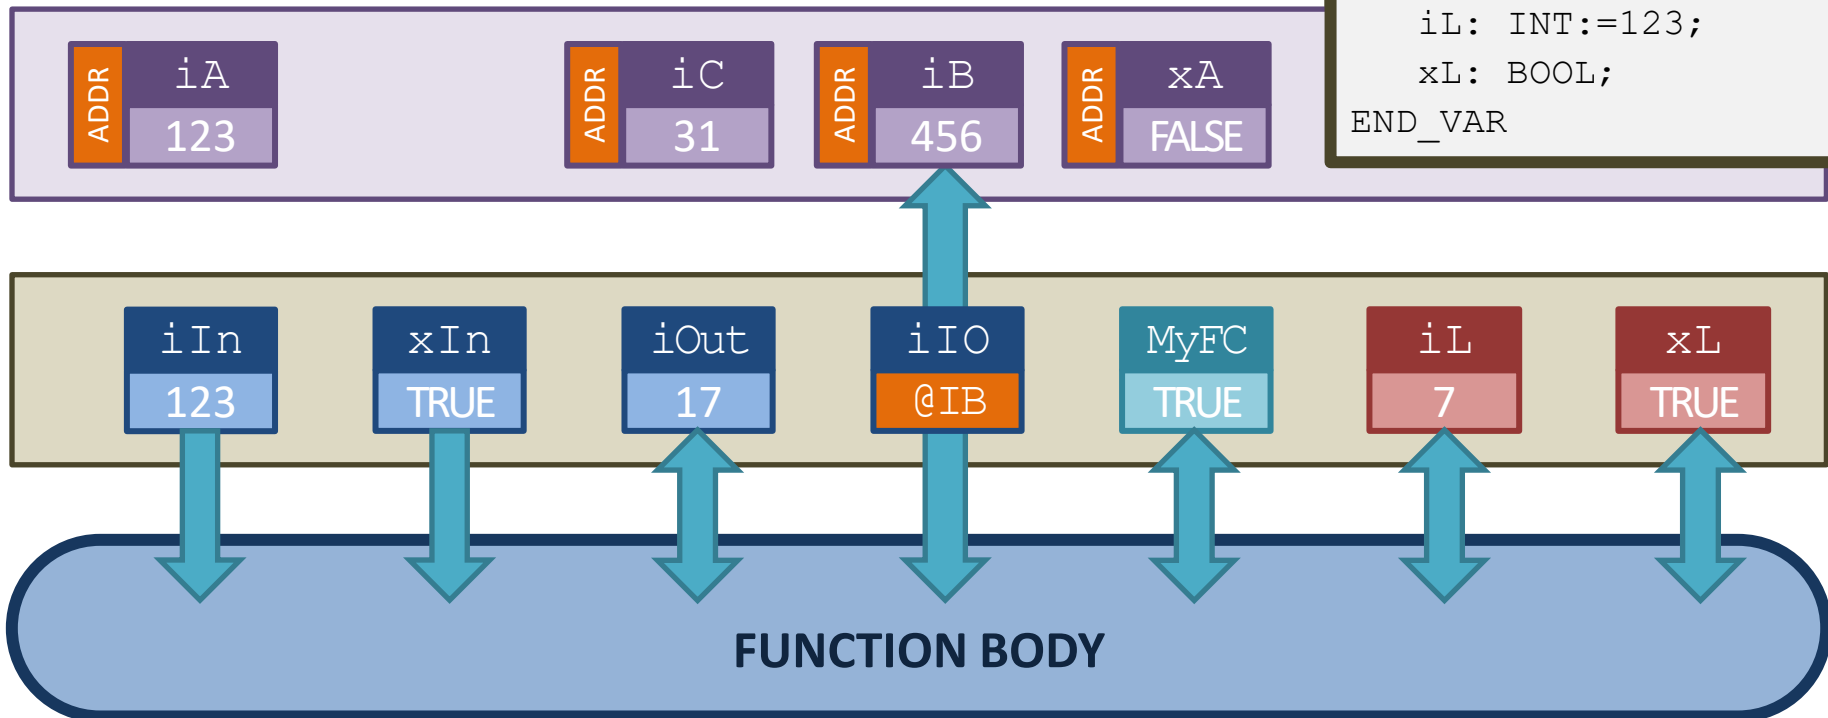 iL: INT:=123;
xL: BOOL;
END_VAR
ADDR iA 123
ADDR iC 31
ADDR iB 456
ADDR xA FALSE
iIn xIn iOut iIO MyFC iL xL
123 TRUE 17 @IB TRUE 7 TRUE
FUNCTION BODY